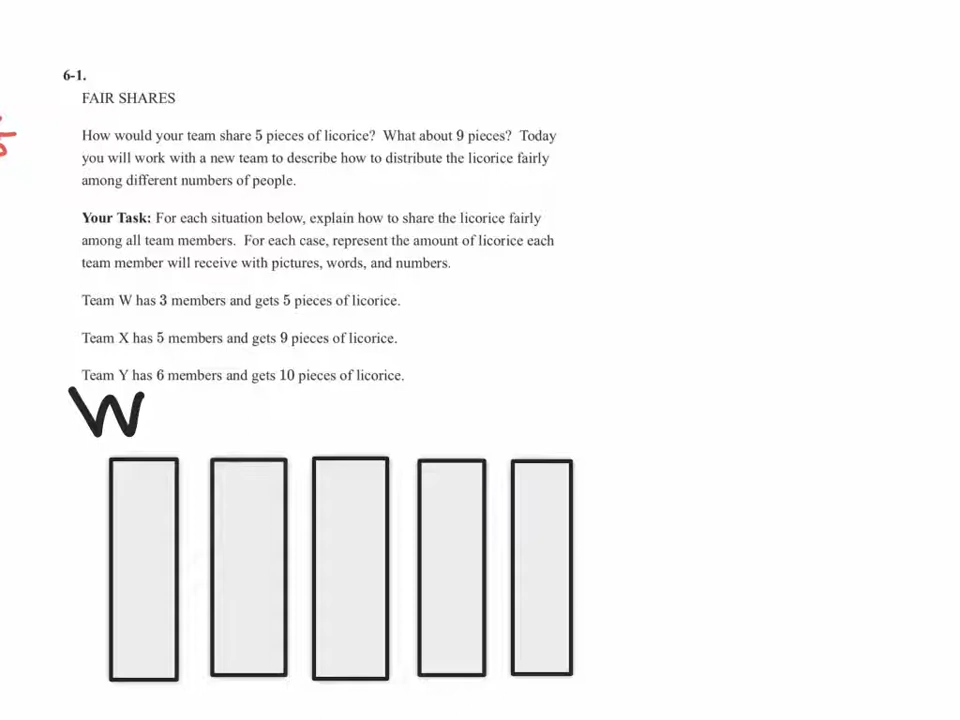 6-1.
FAIR SHARES
How would your team share 5 pieces of licorice? What about 9 pieces? Today
you will work with a new team to describe how to distribute the licorice fairly
among different numbers of people.
Your Task: For each situation below, explain how to share the licorice fairly
among all team members. For each case, represent the amount of licorice each
team member will receive with pictures, words, and numbers.
Team W has 3 members and gets 5 pieces of licorice.
Team X has 5 members and gets 9 pieces of licorice.
Team Y has 6 members and gets 10 pieces of licorice.
W